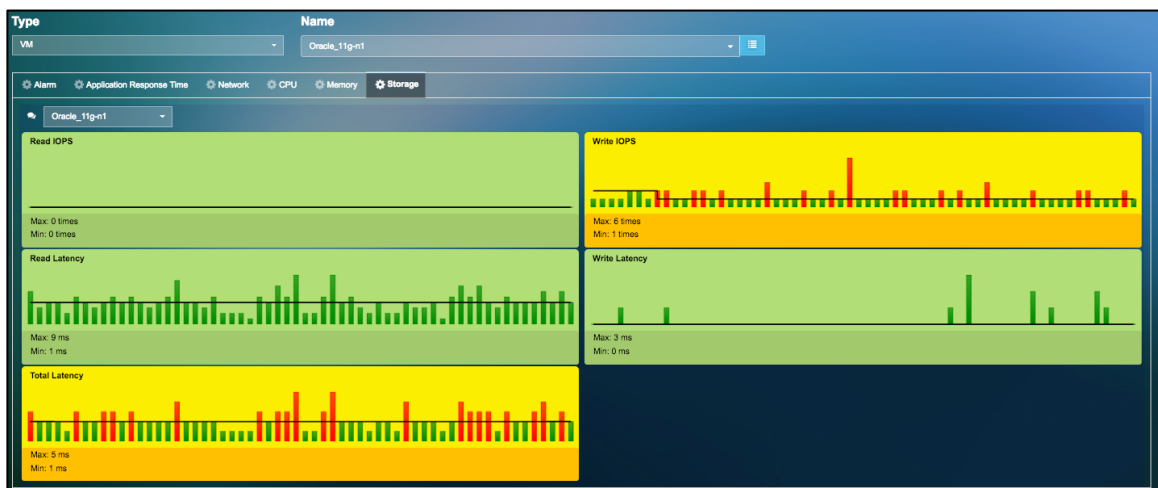 Type
Name
VM
Oracle_11g-n1
Alarm Application Response Time Network CPU Memory Storage
Oracle_11g-n1
Read IOPS
Max: 0 times
Min: 0 times
Write IOPS
Max: 6 times
Min: 1 times
Read Latency
Max: 9 ms
Min: 1 ms
Write Latency
Max: 3 ms
Min: 0 ms
Total Latency
Max: 5 ms
Min: 1 ms